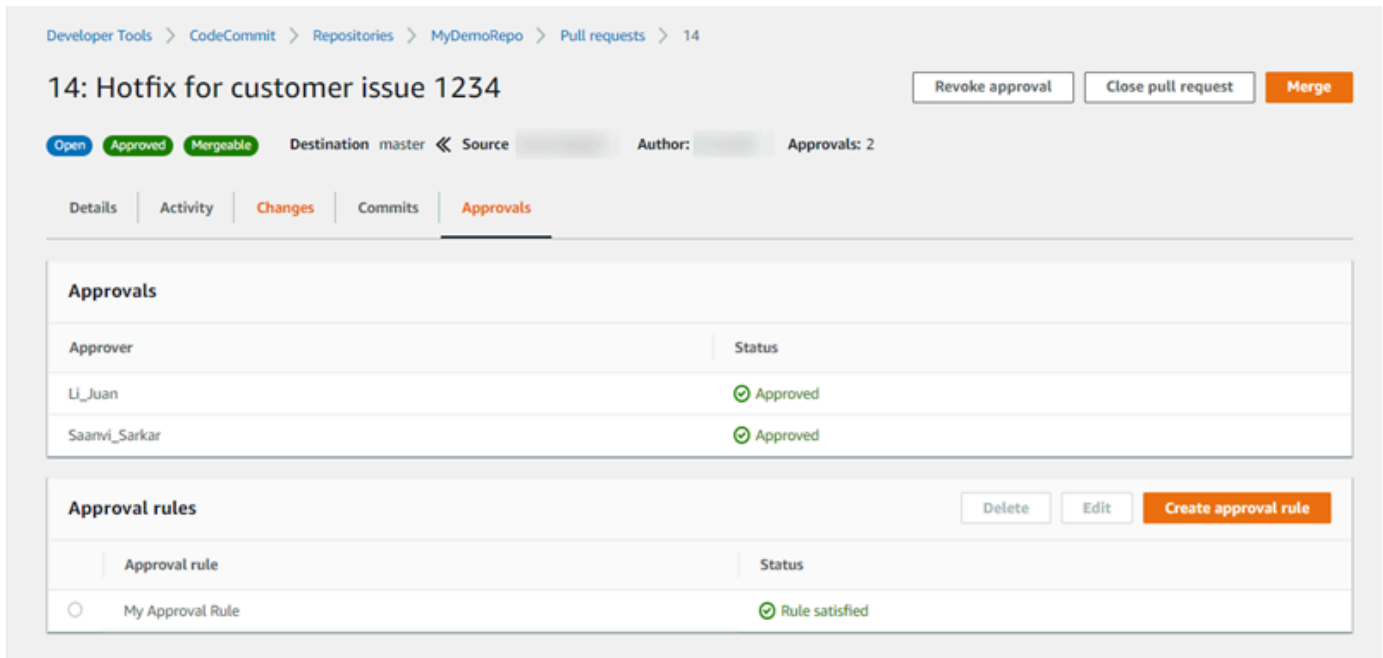 Developer Tools > CodeCommit > Repositories > MyDemoRepo > Pull requests > 14
14: Hotfix for customer issue 1234 Revoke approval Close pull request Merge
Open Approved Mergeable Destination master Source Author: Approvals: 2
Details Activity Changes Commits Approvals
Approvals
Approver Status
Li_Juan Approved
Saanvi_Sarkar Approved
Approval rules Delete Edit Create approval rule
Approval rule Status
My Approval Rule Rule satisfied